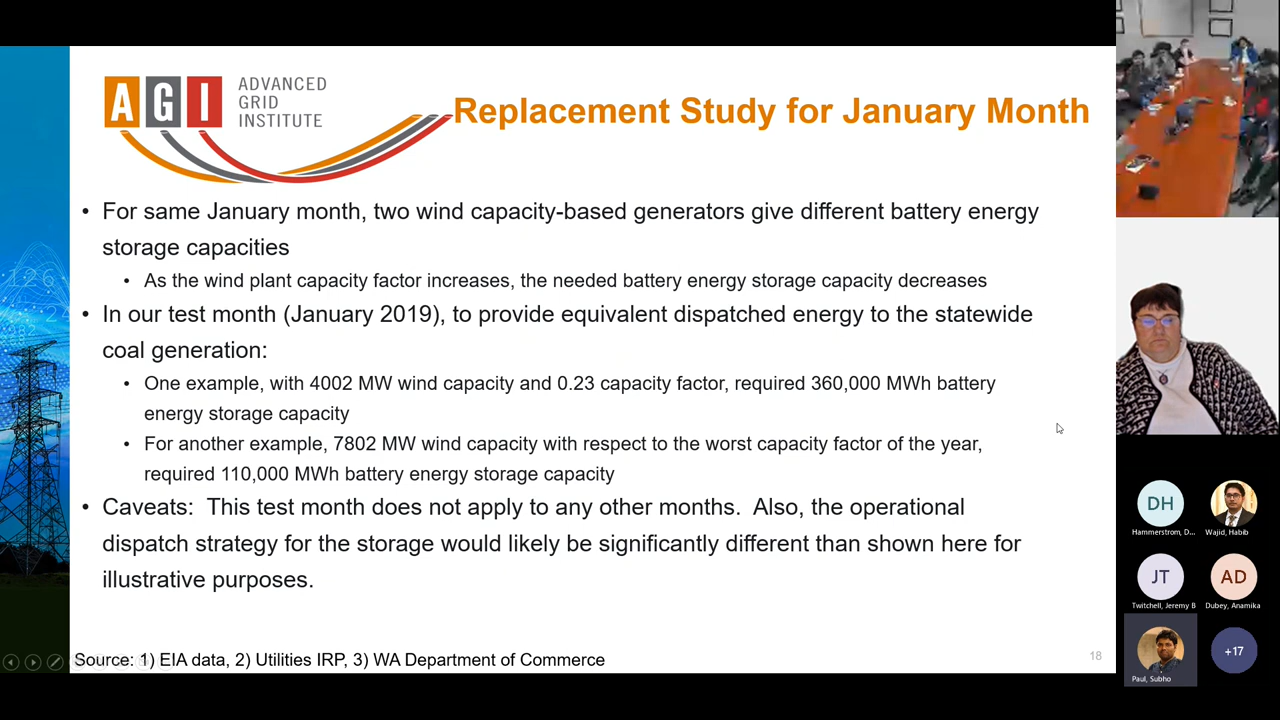 AGI
ADVANCED
GRID
INSTITUTE
Replacement Study for January Month
• For same January month, two wind capacity-based generators give different battery energy
storage capacities
• As the wind plant capacity factor increases, the needed battery energy storage capacity decreases
• In our test month (January 2019), to provide equivalent dispatched energy to the statewide
coal generation:
• One example, with 4002 MW wind capacity and 0.23 capacity factor, required 360,000 MWh battery
energy storage capacity
• For another example, 7802 MW wind capacity with respect to the worst capacity factor of the year,
required 110,000 MWh battery energy storage capacity
• Caveats: This test month does not apply to any other months. Also, the operational
dispatch strategy for the storage would likely be significantly different than shown here for
illustrative purposes.
Source: 1) EIA data, 2) Utilities IRP, 3) WA Department of Commerce
18
DH
Hammerstrom, D...
Wajid, Habib
JT
AD
Twitchell, Jeremy B
Dubey, Anamika
Paul, Subho
+17